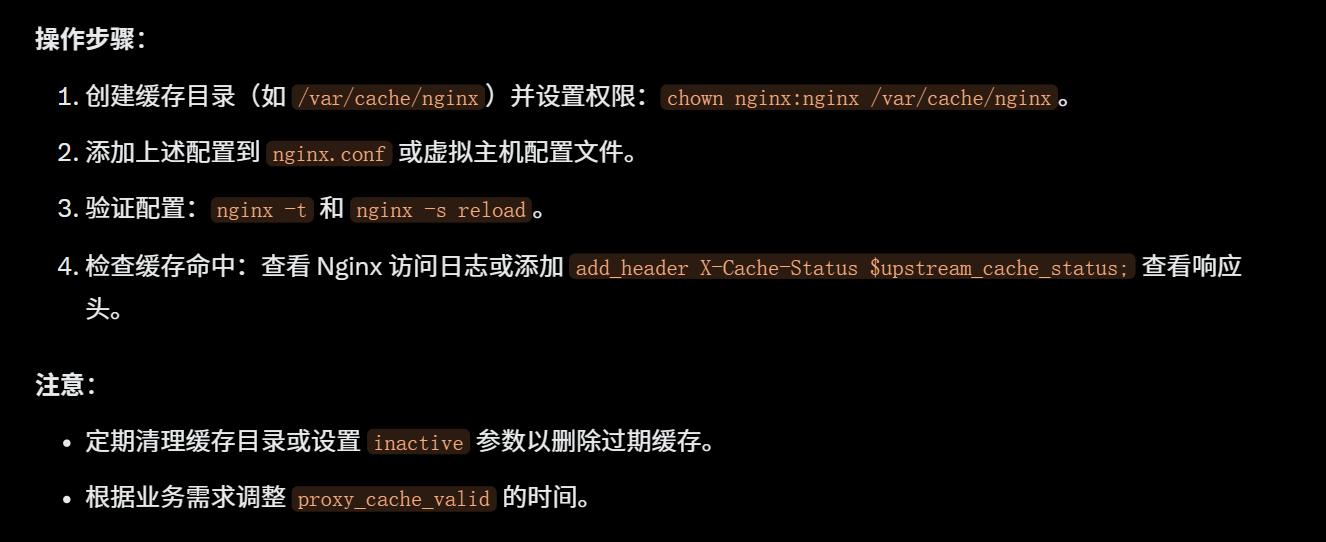 操作步骤：
1. 创建缓存目录（如 /var/cache/nginx）并设置权限：chown nginx:nginx /var/cache/nginx。
2. 添加上述配置到 nginx.conf 或虚拟主机配置文件。
3. 验证配置：nginx -t 和 nginx -s reload。
4. 检查缓存命中：查看 Nginx 访问日志或添加 add_header X-Cache-Status $upstream_cache_status; 查看响应
头。
注意：
• 定期清理缓存目录或设置 inactive 参数以删除过期缓存。
• 根据业务需求调整 proxy_cache_valid 的时间。